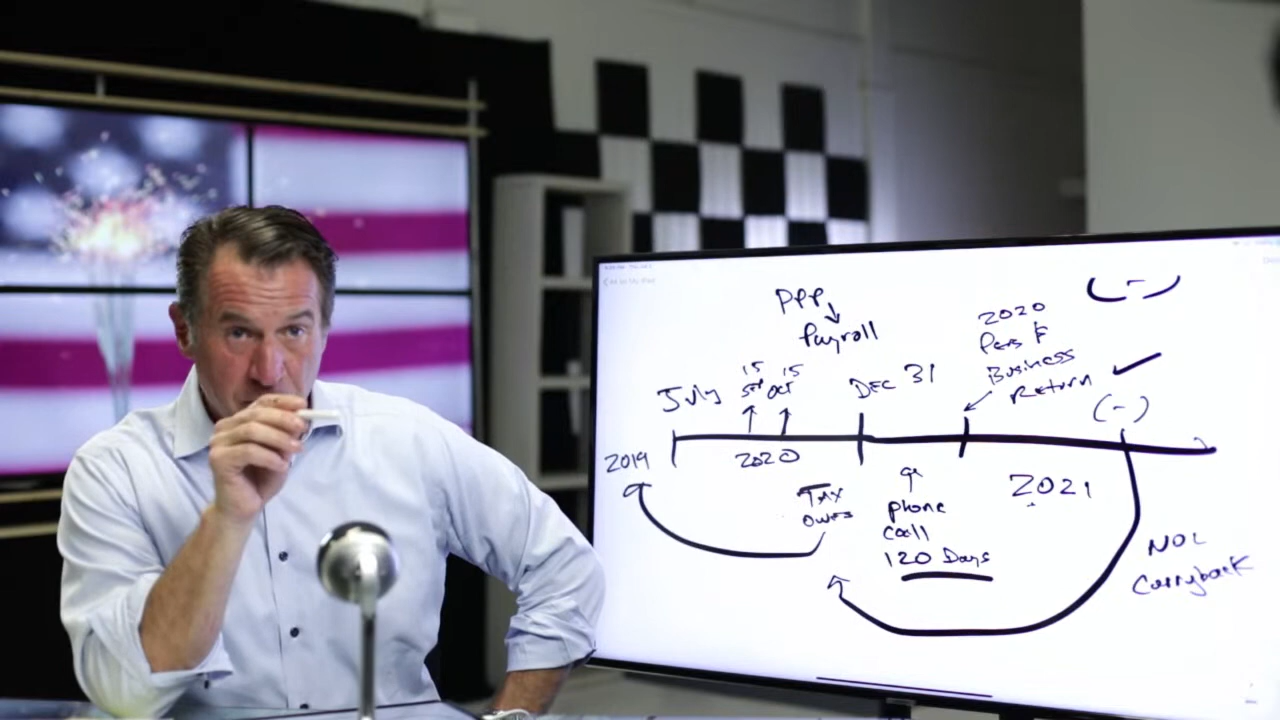 PPP
Payroll
2020
Pers &
Business
Return
15 15
July Sep Oct
DEC 31
(-)
(-)
2019
2020
2021
TAX
owes
phone
call
120 Days
NOL
Carryback